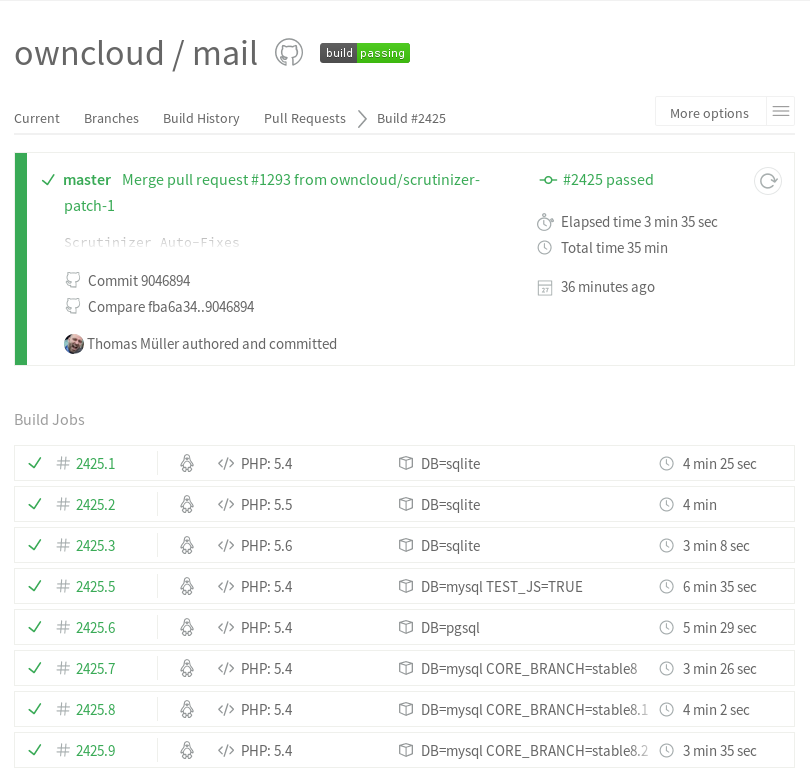 owncloud / mail build passing
Current Branches Build History Pull Requests Build #2425 More options
master Merge pull request #1293 from owncloud/scrutinizer-
patch-1
Scrutinizer Auto-Fixes
Commit 9046894
Compare fba6a34..9046894
Thomas Müller authored and committed
#2425 passed
Elapsed time 3 min 35 sec
Total time 35 min
27 36 minutes ago
Build Jobs
# 2425.1 PHP: 5.4 DB=sqlite 4 min 25 sec
# 2425.2 PHP: 5.5 DB=sqlite 4 min
# 2425.3 PHP: 5.6 DB=sqlite 3 min 8 sec
# 2425.5 PHP: 5.4 DB=mysql TEST_JS=TRUE 6 min 35 sec
# 2425.6 PHP: 5.4 DB=pgsql 5 min 29 sec
# 2425.7 PHP: 5.4 DB=mysql CORE_BRANCH=stable8 3 min 26 sec
# 2425.8 PHP: 5.4 DB=mysql CORE_BRANCH=stable8.1 4 min 2 sec
# 2425.9 PHP: 5.4 DB=mysql CORE_BRANCH=stable8.2 3 min 35 sec